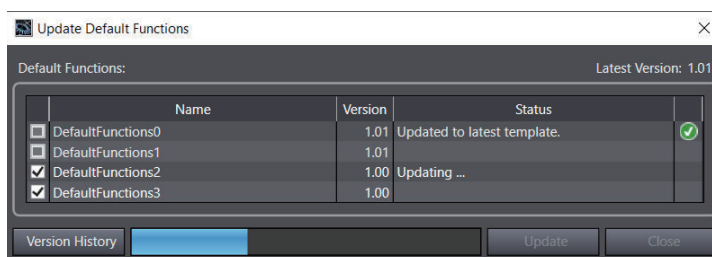 Update Default Functions
Default Functions: Latest Version: 1.01
Name Version Status
DefaultFunctions0 1.01 Updated to latest template.
DefaultFunctions1 1.01
DefaultFunctions2 1.00 Updating ...
DefaultFunctions3 1.00
Version History Update Close